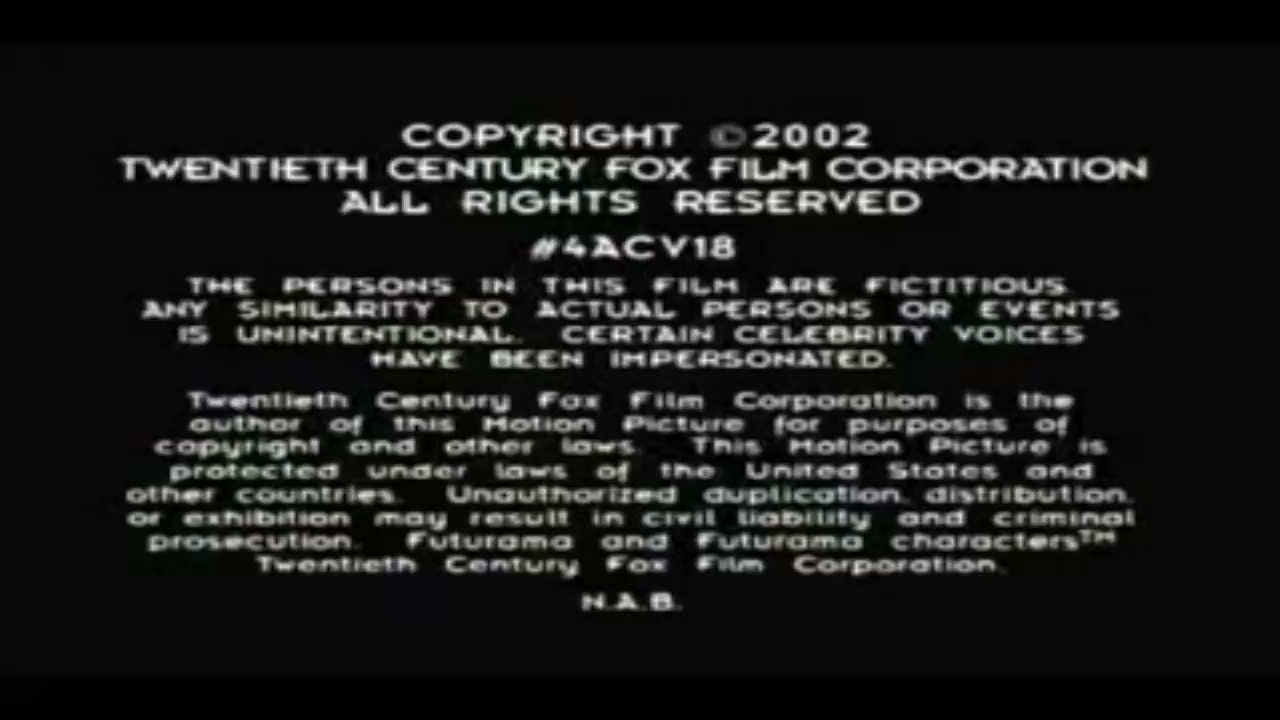 COPYRIGHT ©2002
TWENTIETH CENTURY FOX FILM CORPORATION
ALL RIGHTS RESERVED
#4ACV18
THE PERSONS IN THIS FILM ARE FICTITIOUS.
ANY SIMILARITY TO ACTUAL PERSONS OR EVENTS
IS UNINTENTIONAL. CERTAIN CELEBRITY VOICES
HAVE BEEN IMPERSONATED.
Twentieth Century Fox Film Corporation is the
author of this Motion Picture for purposes of
copyright and other laws. This Motion Picture is
protected under laws of the United States and
other countries. Unauthorized duplication, distribution,
or exhibition may result in civil liability and criminal
prosecution. Futurama and Futurama characters™
Twentieth Century Fox Film Corporation.
N.A.B.